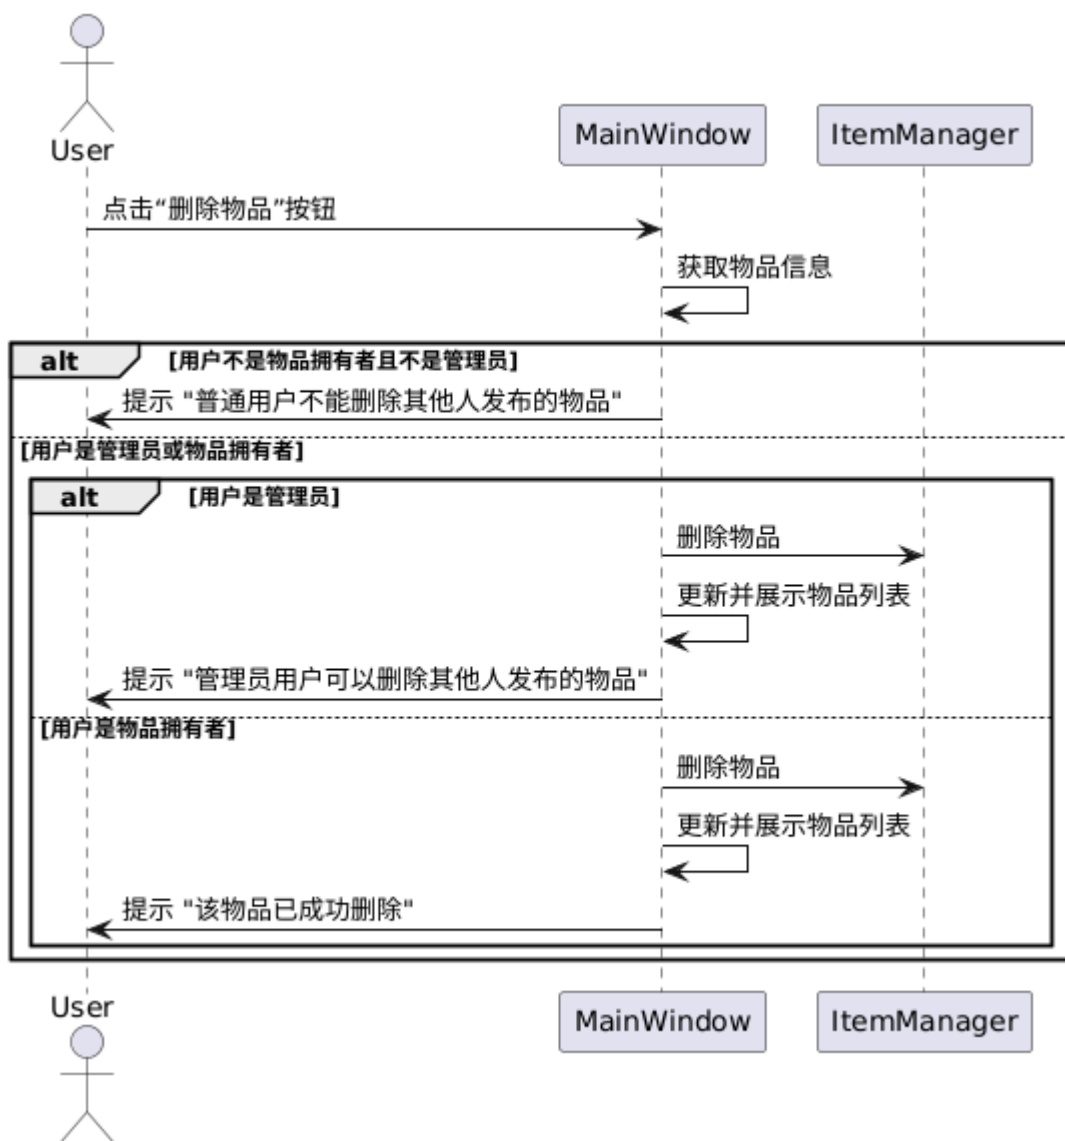 User
MainWindow
ItemManager
点击“删除物品”按钮
获取物品信息
alt [用户不是物品拥有者且不是管理员]
提示 "普通用户不能删除其他人发布的物品"
[用户是管理员或物品拥有者]
alt [用户是管理员]
删除物品
更新并展示物品列表
提示 "管理员用户可以删除其他人发布的物品"
[用户是物品拥有者]
删除物品
更新并展示物品列表
提示 "该物品已成功删除"
User
MainWindow
ItemManager